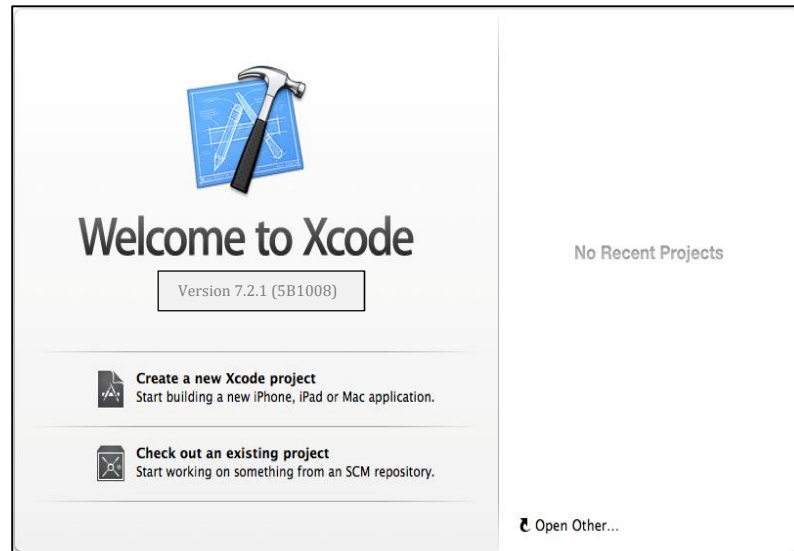 Welcome to Xcode
Version 7.2.1 (5B1008)
Create a new Xcode project
Start building a new iPhone, iPad or Mac application.
Check out an existing project
Start working on something from an SCM repository.
No Recent Projects
Open Other...